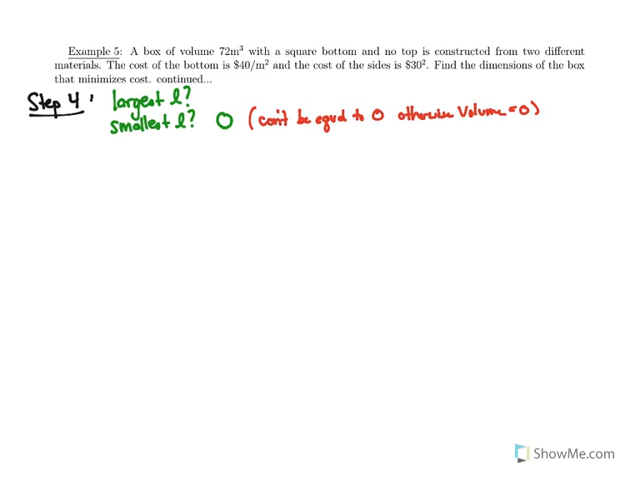 Example 5: A box of volume 72m³ with a square bottom and no top is constructed from two different
materials. The cost of the bottom is $40/m² and the cost of the sides is $30². Find the dimensions of the box
that minimizes cost. continued...
Step 4: largest l?
smallest l? 0 (can't be equal to 0 otherwise Volume = 0)
ShowMe.com